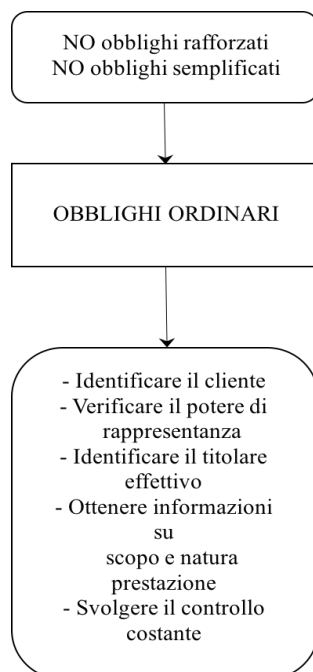 NO obblighi rafforzati
NO obblighi semplificati
OBBLIGHI ORDINARI
- Identificare il cliente
- Verificare il potere di
rappresentanza
- Identificare il titolare
effettivo
- Ottenere informazioni
su
scopo e natura
prestazione
- Svolgere il controllo
costante